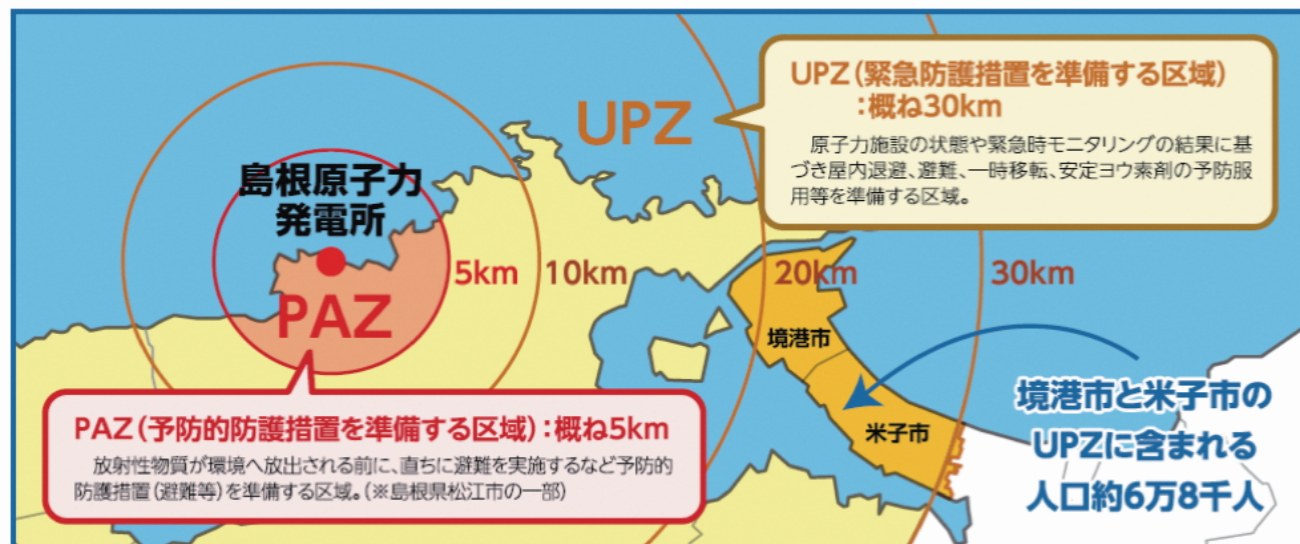 UPZ(緊急防護措置を準備する区域)
:概ね30km
原子力施設の状態や緊急時モニタリングの結果に基
づき屋内退避、避難、一時移転、安定ヨウ素剤の予防服
用等を準備する区域。
UPZ
島根原子力
発電所
PAZ
5km
10km
20km
30km
境港市
米子市
PAZ(予防的防護措置を準備する区域):概ね5km
放射性物質が環境へ放出される前に、直ちに避難を実施するなど予防的
防護措置(避難等)を準備する区域。(※島根県松江市の一部)
境港市と米子市の
UPZに含まれる
人口約6万8千人